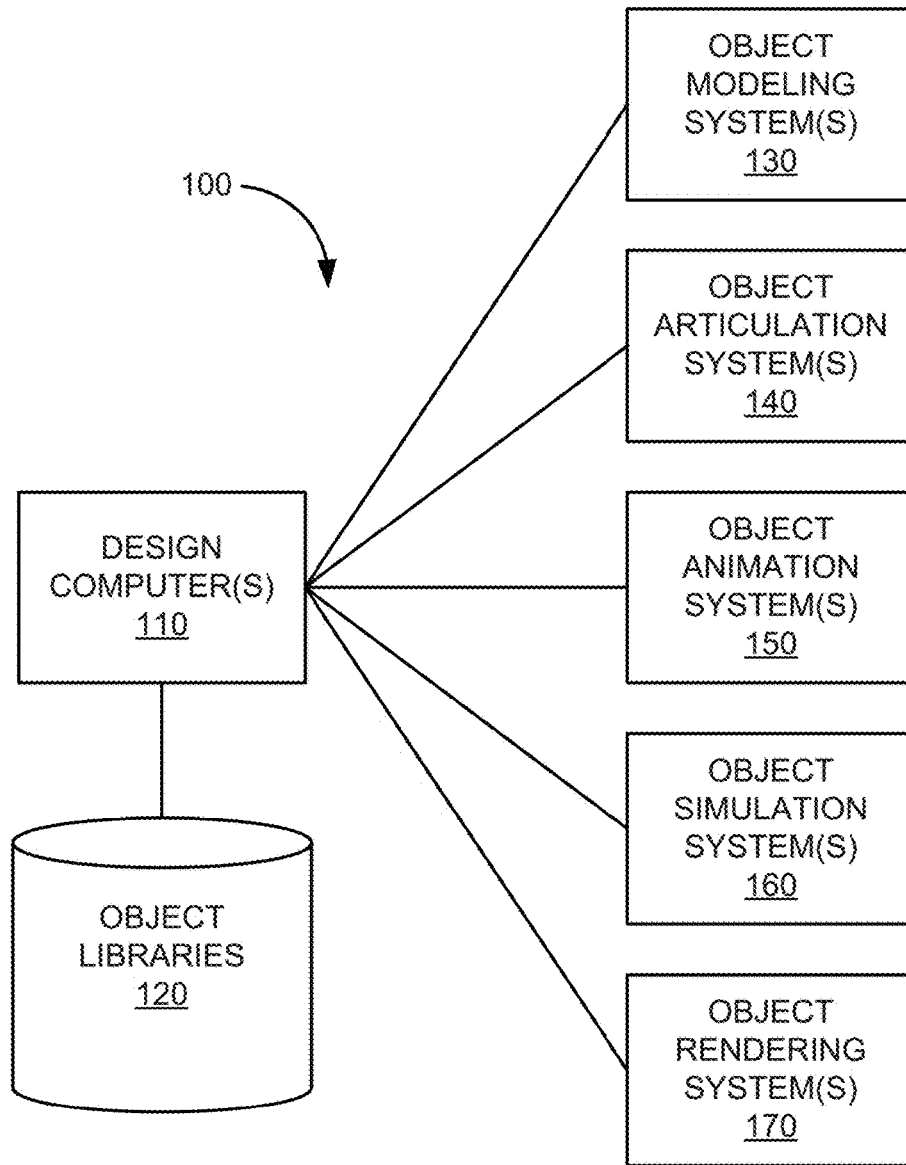 OBJECT
MODELING
SYSTEM(S)
130
100
OBJECT
ARTICULATION
SYSTEM(S)
140
DESIGN
COMPUTER(S)
110
OBJECT
ANIMATION
SYSTEM(S)
150
OBJECT
SIMULATION
SYSTEM(S)
160
OBJECT
LIBRARIES
120
OBJECT
RENDERING
SYSTEM(S)
170